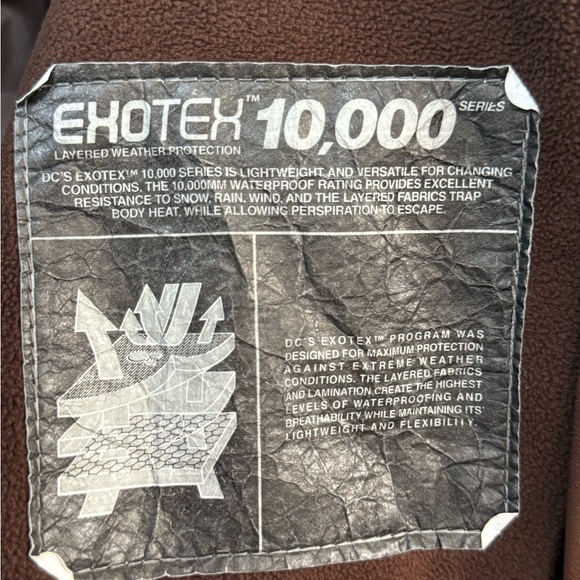 EXOTEX™ 10,000 SERIES
LAYERED WEATHER PROTECTION
DC'S EXOTEX™ 10,000 SERIES IS LIGHTWEIGHT AND VERSATILE FOR CHANGING
CONDITIONS. THE 10,000MM WATERPROOF RATING PROVIDES EXCELLENT
RESISTANCE TO SNOW, RAIN, WIND, AND THE LAYERED FABRICS TRAP
BODY HEAT, WHILE ALLOWING PERSPIRATION TO ESCAPE.
DC'S EXOTEX™ PROGRAM WAS
DESIGNED FOR MAXIMUM PROTECTION
AGAINST EXTREME WEATHER
CONDITIONS. THE LAYERED FABRICS
AND LAMINATION, CREATE THE HIGHEST
LEVELS OF WATERPROOFING AND
BREATHABILITY WHILE MAINTAINING ITS
LIGHTWEIGHT AND FLEXIBILITY.